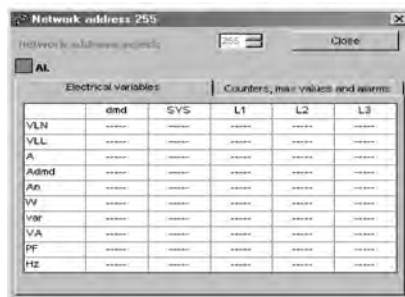 Network address 255
Network address select:
255
Close
AL
Electrical variables
Counters, max values and alarms
dmd SYS L1 L2 L3
VLN ----- ----- ----- ----- -----
VLL ----- ----- ----- ----- -----
A ----- ----- ----- ----- -----
Admd ----- ----- ----- ----- -----
An ----- ----- ----- ----- -----
W ----- ----- ----- ----- -----
var ----- ----- ----- ----- -----
VA ----- ----- ----- ----- -----
PF ----- ----- ----- ----- -----
Hz ----- ----- ----- ----- -----